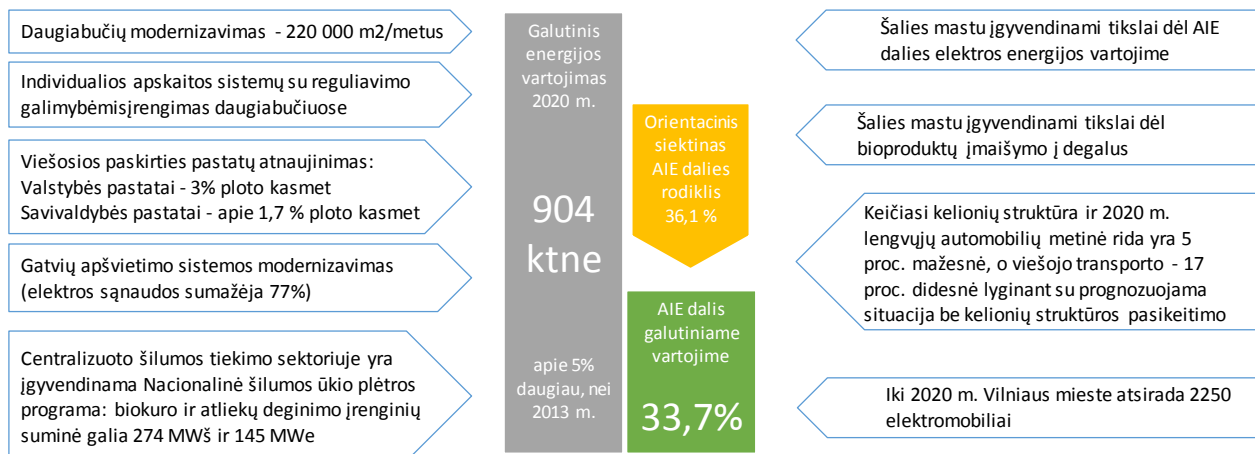 Daugiabučių modernizavimas - 220 000 m2/metus
Individualios apskaitos sistemų su reguliavimo
galimybėmisįrengimas daugiabučiuose
Viešosios paskirties pastatų atnaujinimas:
Valstybės pastatai - 3% ploto kasmet
Savivaldybės pastatai - apie 1,7 % ploto kasmet
Gatvių apšvietimo sistemos modernizavimas
(elektros sąnaudos sumažėja 77%)
Centralizuoto šilumos tiekimo sektoriuje yra
įgyvendinama Nacionalinė šilumos ūkio plėtros
programa: biokuro ir atliekų deginimo įrenginių
suminė galia 274 MWš ir 145 MWe
Galutinis
energijos
vartojimas
2020 m.
904
ktne
apie 5%
daugiau, nei
2013 m.
Orientacinis
siektinas
AIE dalies
rodiklis
36,1 %
AIE dalis
galutiniame
vartojime
33,7%
Šalies mastu įgyvendinami tikslai dėl AIE
dalies elektros energijos vartojime
Šalies mastu įgyvendinami tikslai dėl
bioproduktų įmaišymo į degalus
Keičiasi kelionių struktūra ir 2020 m.
lengvųjų automobilių metinė rida yra 5
proc. mažesnė, o viešojo transporto - 17
proc. didesnė lyginant su prognozuojama
situacija be kelionių struktūros pasikeitimo
Iki 2020 m. Vilniaus mieste atsirada 2250
elektromobiliai